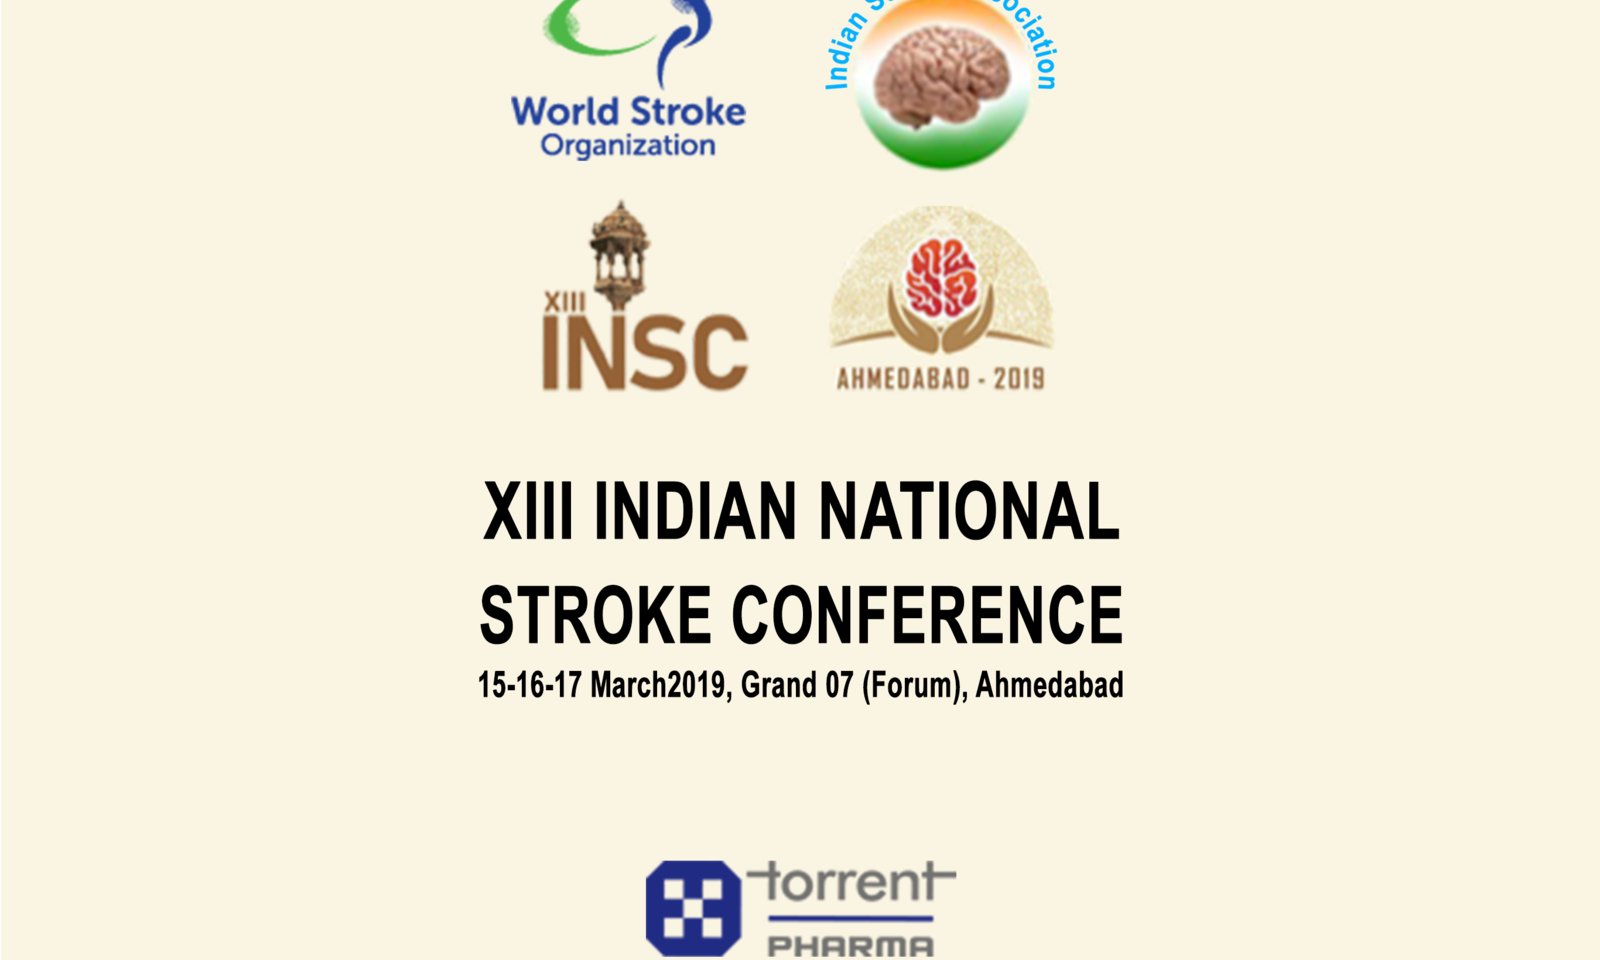 World Stroke
Organization
Indian S ociation
XIII
INSC
AHMEDABAD - 2019
XIII INDIAN NATIONAL
STROKE CONFERENCE
15-16-17 March2019, Grand 07 (Forum), Ahmedabad
torrent
PHARMA